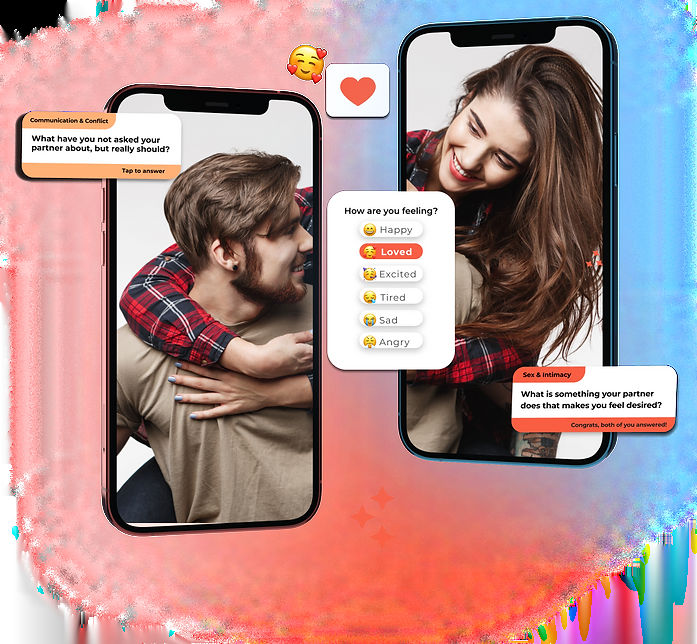 Communication & Conflict
What have you not asked your
partner about, but really should?
Tap to answer
How are you feeling?
Happy
Loved
Excited
Tired
Sad
Angry
Sex & Intimacy
What is something your partner
does that makes you feel desired?
Congrats, both of you answered!